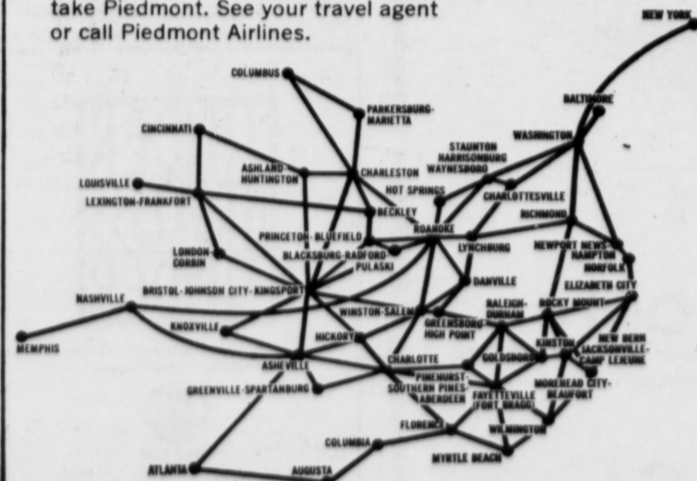 take Piedmont. See your travel agent
or call Piedmont Airlines.
NEW YORK
COLUMBUS
BALTIMORE
PARKERSBURG-
MARIETTA
CINCINNATI
WASHINGTON
STAUNTON
HARRISONBURG
WAYNESBORO
ASHLAND-
HUNTINGTON
CHARLESTON
LOUISVILLE
HOT SPRINGS
CHARLOTTESVILLE
LEXINGTON-FRANKFORT
BECKLEY
RICHMOND
ROANOKE
PRINCETON-BLUEFIELD
LYNCHBURG
NEWPORT NEWS-
HAMPTON
NORFOLK
LONDON-
CORBIN
BLACKSBURG-RADFORD-
PULASKI
DANVILLE
ELIZABETH CITY
BRISTOL-JOHNSON CITY-KINGSPORT
NASHVILLE
WINSTON-SALEM
RALEIGH-
DURHAM
ROCKY MOUNT
GREENSBORO
HIGH POINT
KNOXVILLE
HICKORY
KINSTON
NEW BERN
JACKSONVILLE-
CAMP LEJEUNE
MEMPHIS
GOLDSBORO
ASHEVILLE
CHARLOTTE
PINEHURST-
SOUTHERN PINES-
ABERDEEN
GREENVILLE-SPARTANBURG
FAYETTEVILLE
(FORT BRAGG)
MOREHEAD CITY-
BEAUFORT
FLORENCE
WILMINGTON
COLUMBIA
MYRTLE BEACH
ATLANTA
AUGUSTA